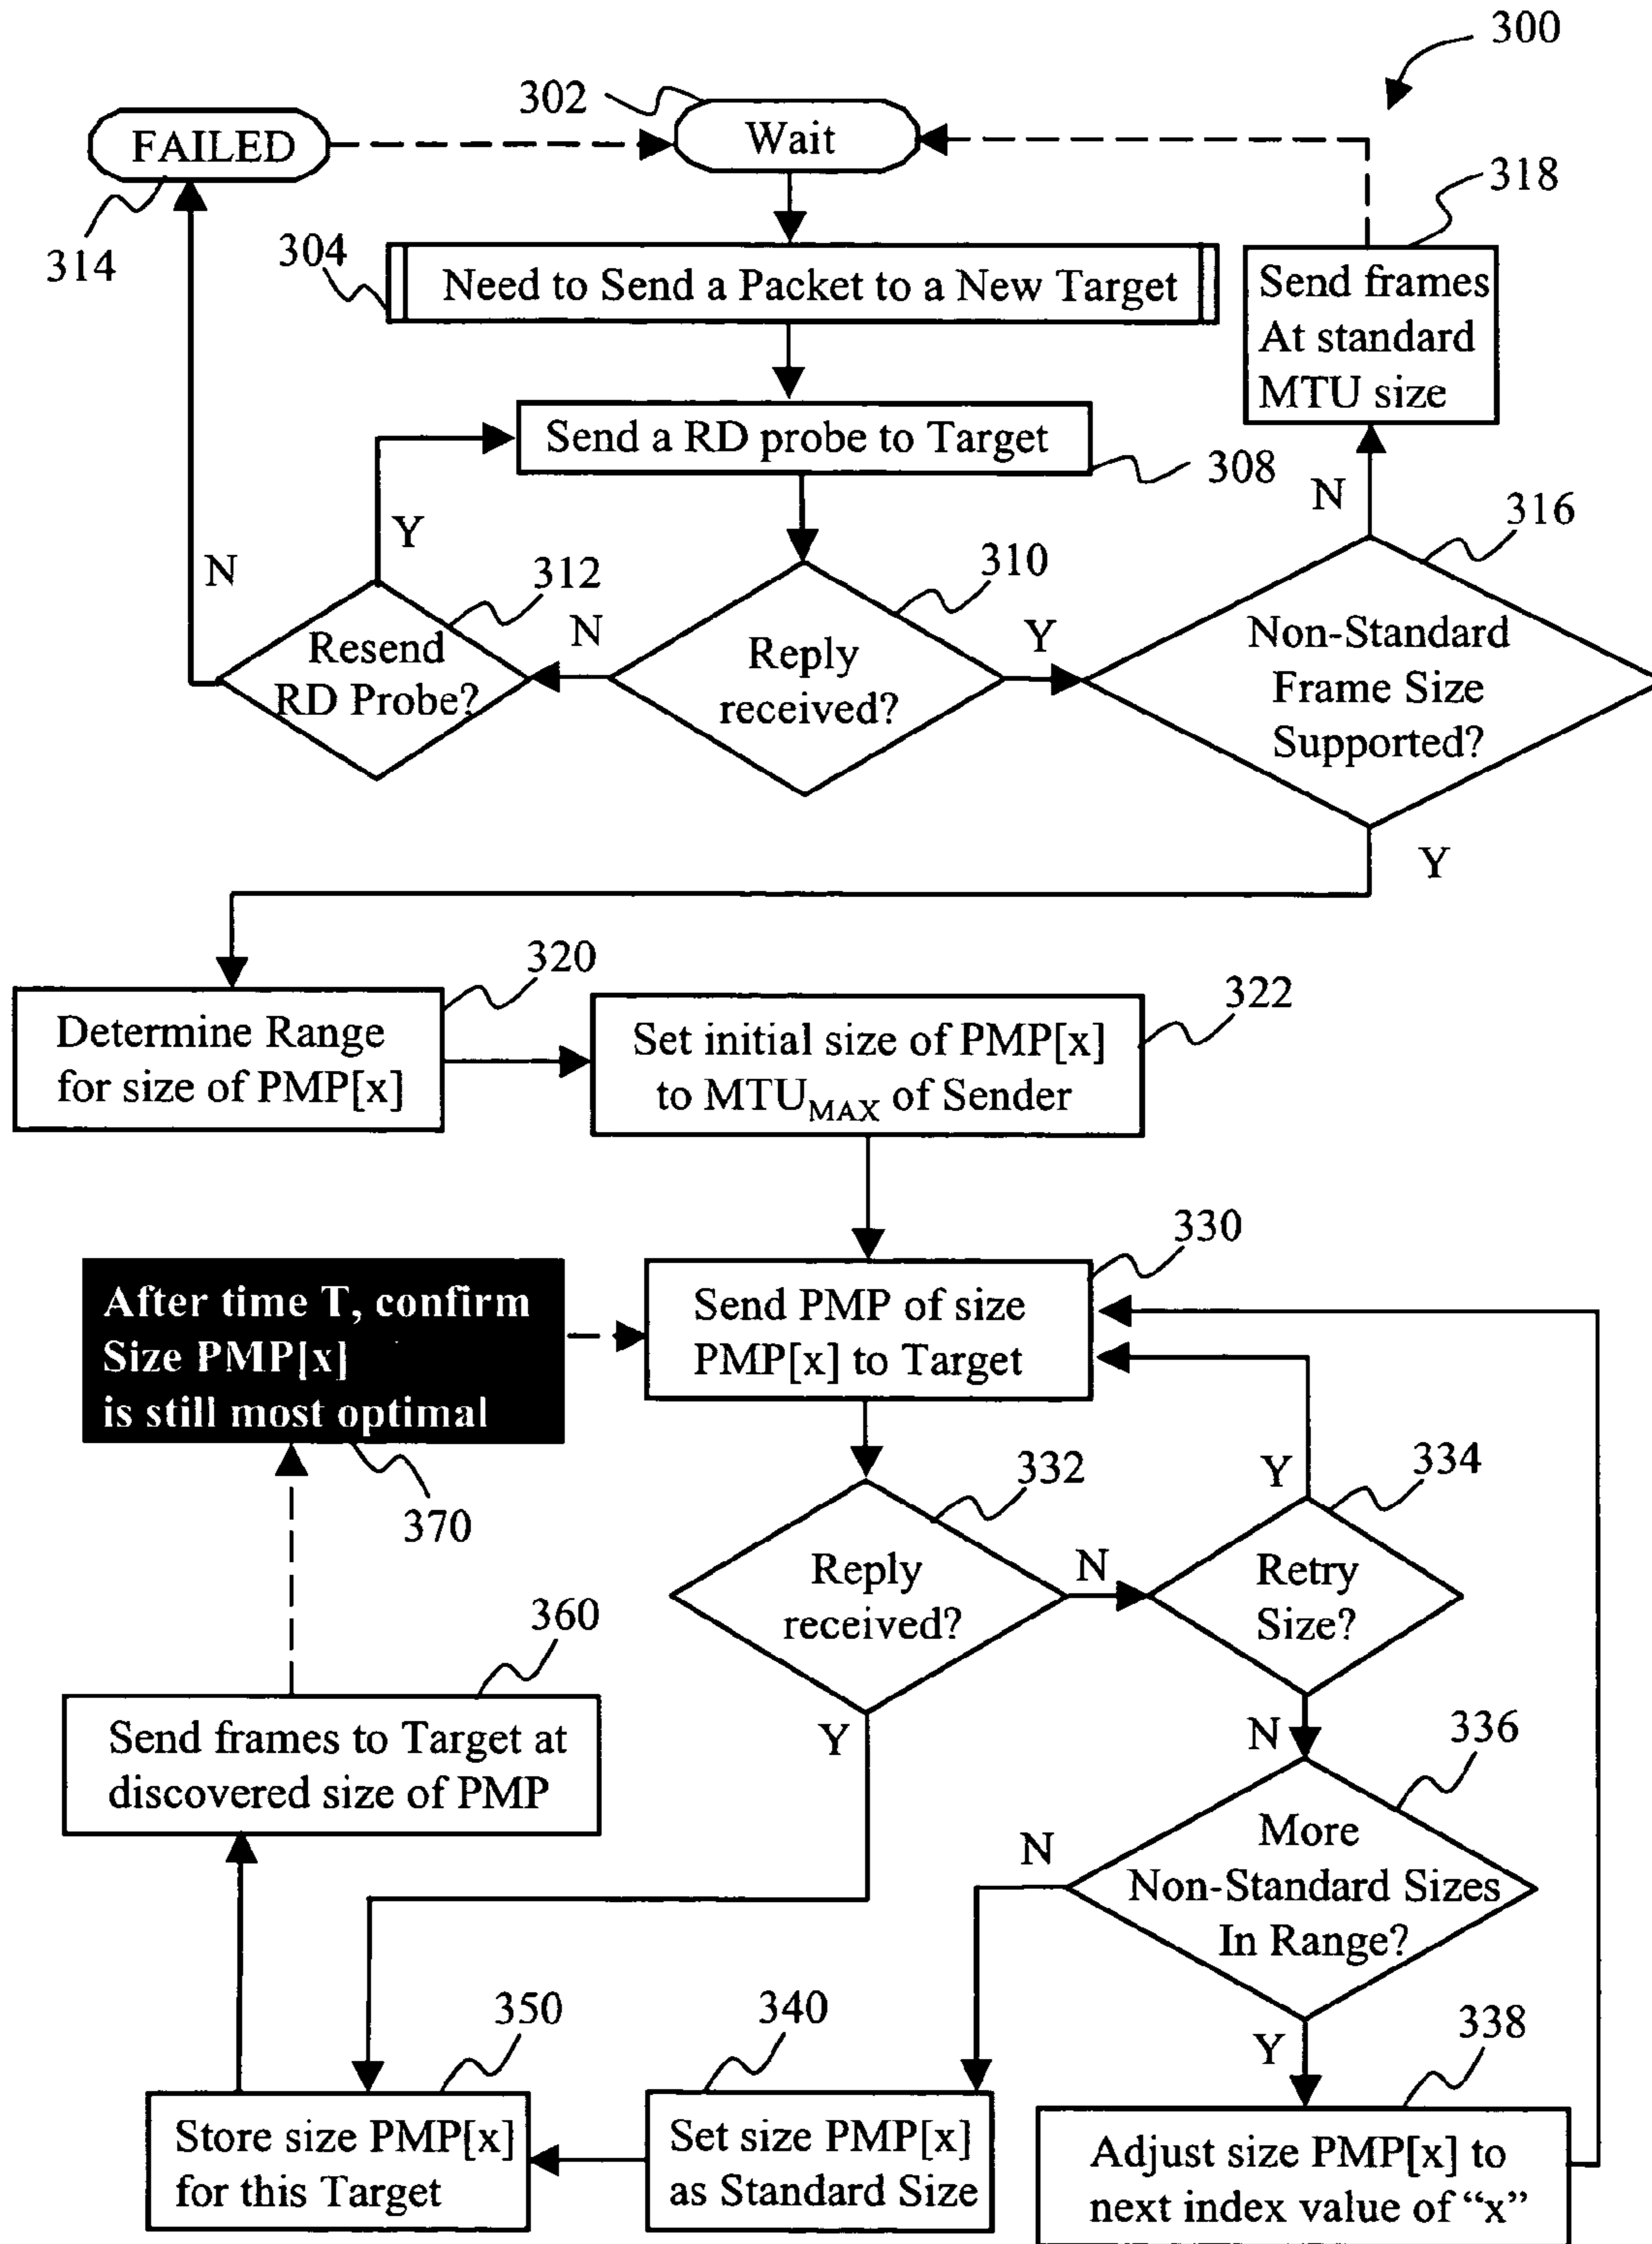 300
302
FAILED
Wait
314
318
304
Need to Send a Packet to a New Target
Send frames
At standard
MTU size
Send a RD probe to Target
308
N
Y
N
316
312
310
N
Y
Resend
RD Probe?
Reply
received?
Non-Standard
Frame Size
Supported?
Y
320
322
Determine Range
for size of PMP[x]
Set initial size of PMP[x]
to MTUMAX of Sender
330
After time T, confirm
Size PMP[x]
is still most optimal
Send PMP of size
PMP[x] to Target
370
332
Y
334
Reply
received?
N
Retry
Size?
360
Send frames to Target at
discovered size of PMP
Y
N
336
More
Non-Standard Sizes
In Range?
N
350
340
Y
338
Store size PMP[x]
for this Target
Set size PMP[x]
as Standard Size
Adjust size PMP[x] to
next index value of “x”